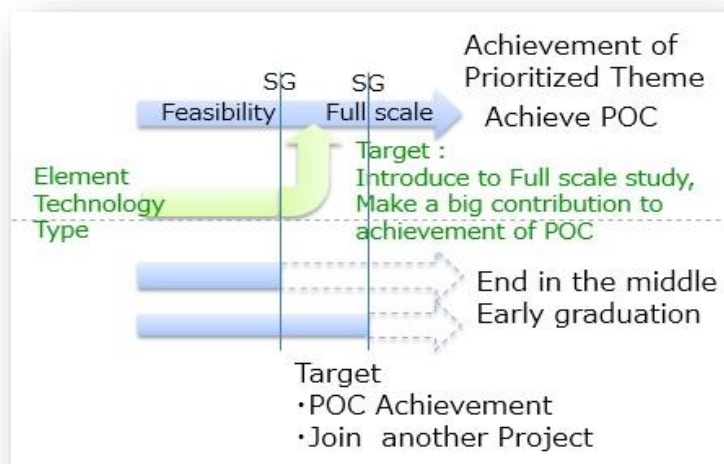 Achievement of
Prioritized Theme
SG SG
Feasibility Full scale Achieve POC
Element
Technology
Type
Target :
Introduce to Full scale study,
Make a big contribution to
achievement of POC
End in the middle
Early graduation
Target
・POC Achievement
・Join another Project